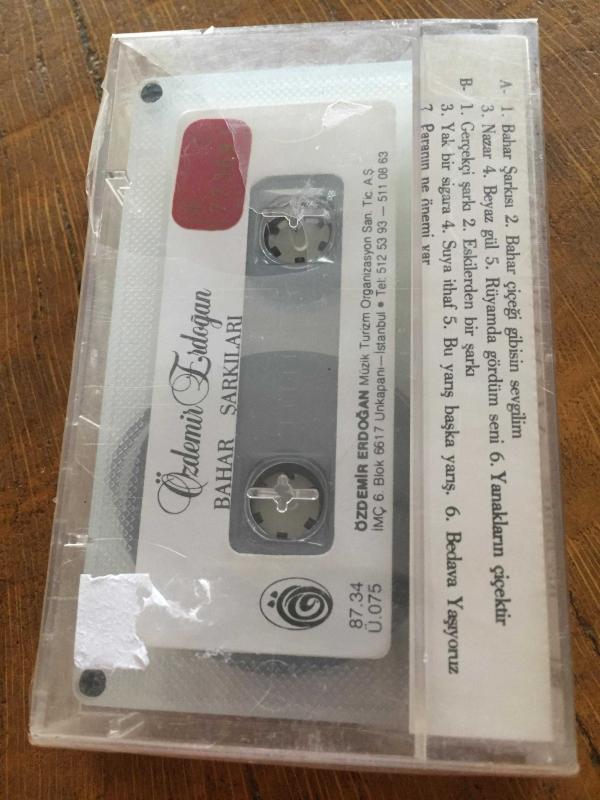 A- 1. Bahar Şarkısı 2. Bahar çiçeği gibisin sevgilim
3. Nazar 4. Beyaz gül 5. Rüyamda gördüm seni 6. Yanakların çiçektir
B- 1. Gerçekçi şarkı 2. Eskilerden bir şarkı
3. Yak bir sigara 4. Suya ithaf 5. Bu yarış başka yarış. 6. Bedava Yaşıyoruz
7 Paranın ne önemi var
Özdemir Erdoğan
BAHAR ŞARKILARI
ÖZDEMİR ERDOĞAN Müzik Turizm Organizasyon San. Tic. A.Ş.
İMÇ 6. Blok 6617 Unkapanı-İstanbul • Tel: 512 53 93 - 511 08 63
87.34
Ü.075